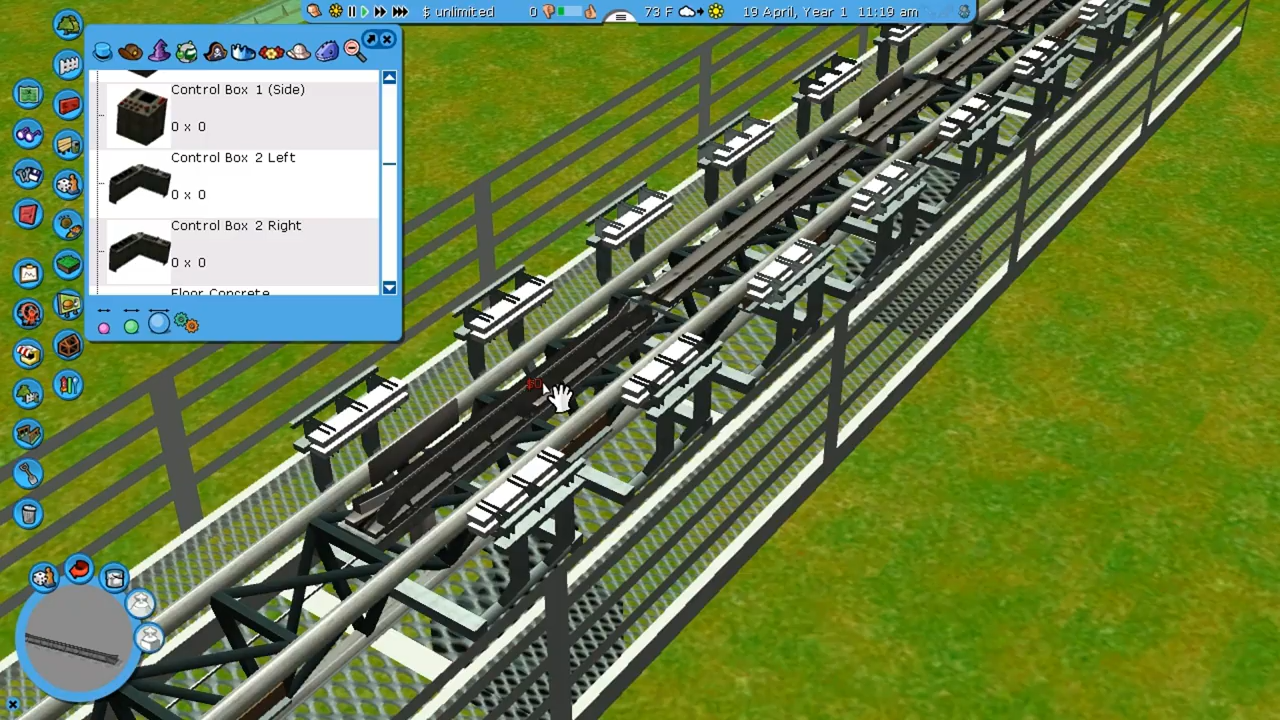 $ unlimited 0 73 F 19 April, Year 1 11:19 am
Control Box 1 (Side)
0 x 0
Control Box 2 Left
0 x 0
Control Box 2 Right
0 x 0
Floor Concrete
$0